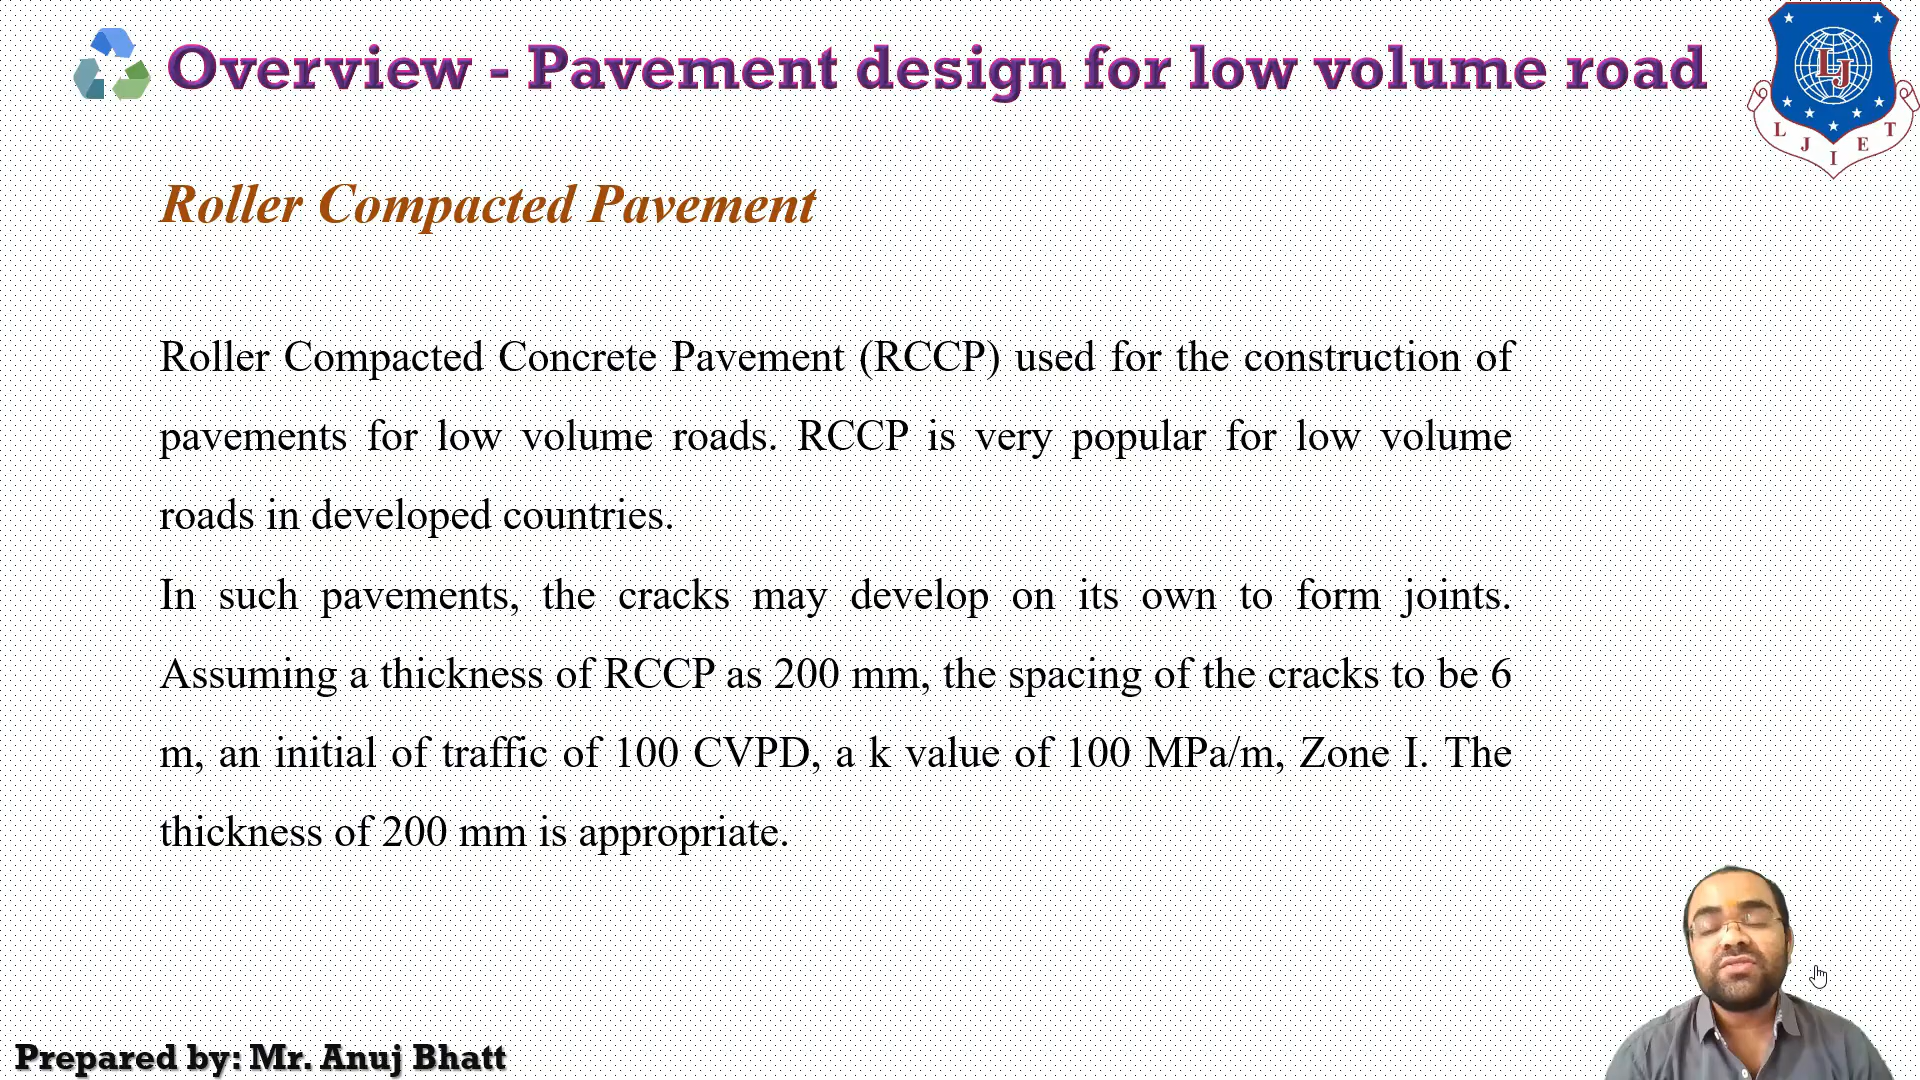 Overview - Pavement design for low volume road
LJ
L J I E T
Roller Compacted Pavement
Roller Compacted Concrete Pavement (RCCP) used for the construction of
pavements for low volume roads. RCCP is very popular for low volume
roads in developed countries.
In such pavements, the cracks may develop on its own to form joints.
Assuming a thickness of RCCP as 200 mm, the spacing of the cracks to be 6
m, an initial of traffic of 100 CVPD, a k value of 100 MPa/m, Zone I. The
thickness of 200 mm is appropriate.
Prepared by: Mr. Anuj Bhatt